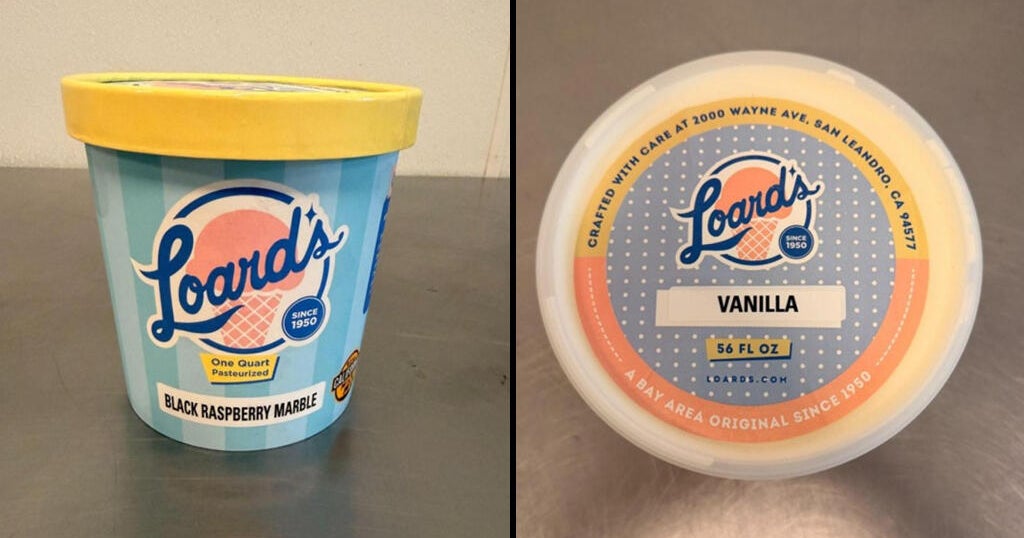 Loard's
SINCE
1950
One Quart
Pasteurized
BLACK RASPBERRY MARBLE
CRAFTED WITH CARE AT 2000 WAYNE AVE. SAN LEANDRO, CA 94577
Loard's
SINCE
1950
VANILLA
56 FL OZ
LOARDS.COM
A BAY AREA ORIGINAL SINCE 1950